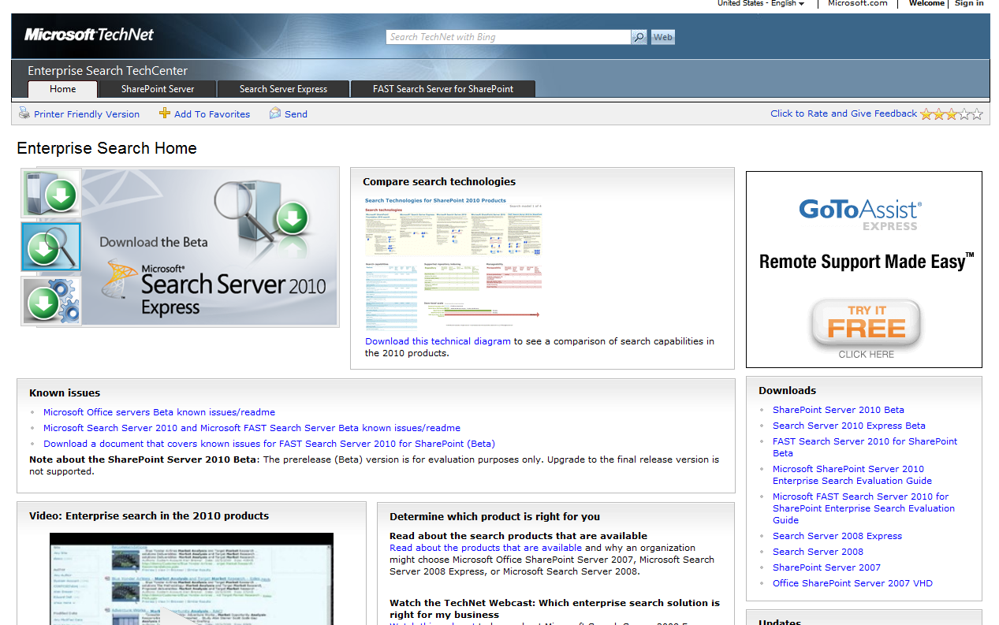 United States - English
Microsoft.com
Welcome
Sign in
Microsoft TechNet
Search TechNet with Bing
Web
Enterprise Search TechCenter
Home
SharePoint Server
Search Server Express
FAST Search Server for SharePoint
Printer Friendly Version
Add To Favorites
Send
Click to Rate and Give Feedback
Enterprise Search Home
Download the Beta
Microsoft®
Search Server 2010
Express
Compare search technologies
Search Technologies for SharePoint 2010 Products
Search model 1 of 4
Search technologies
Download this technical diagram to see a comparison of search capabilities in
the 2010 products.
GoToAssist®
EXPRESS
Remote Support Made Easy™
TRY IT
FREE
CLICK HERE
Known issues
Microsoft Office servers Beta known issues/readme
Microsoft Search Server 2010 and Microsoft FAST Search Server Beta known issues/readme
Download a document that covers known issues for FAST Search Server 2010 for SharePoint (Beta)
Note about the SharePoint Server 2010 Beta: The prerelease (Beta) version is for evaluation purposes only. Upgrade to the final release version is
not supported.
Downloads
SharePoint Server 2010 Beta
Search Server 2010 Express Beta
FAST Search Server 2010 for SharePoint
Beta
Microsoft SharePoint Server 2010
Enterprise Search Evaluation Guide
Microsoft FAST Search Server 2010 for
SharePoint Enterprise Search Evaluation
Guide
Search Server 2008 Express
Search Server 2008
SharePoint Server 2007
Office SharePoint Server 2007 VHD
Video: Enterprise search in the 2010 products
Determine which product is right for you
Read about the search products that are available
Read about the products that are available and why an organization
might choose Microsoft Office SharePoint Server 2007, Microsoft Search
Server 2008 Express, or Microsoft Search Server 2008.
Watch the TechNet Webcast: Which enterprise search solution is
right for my business
Updates